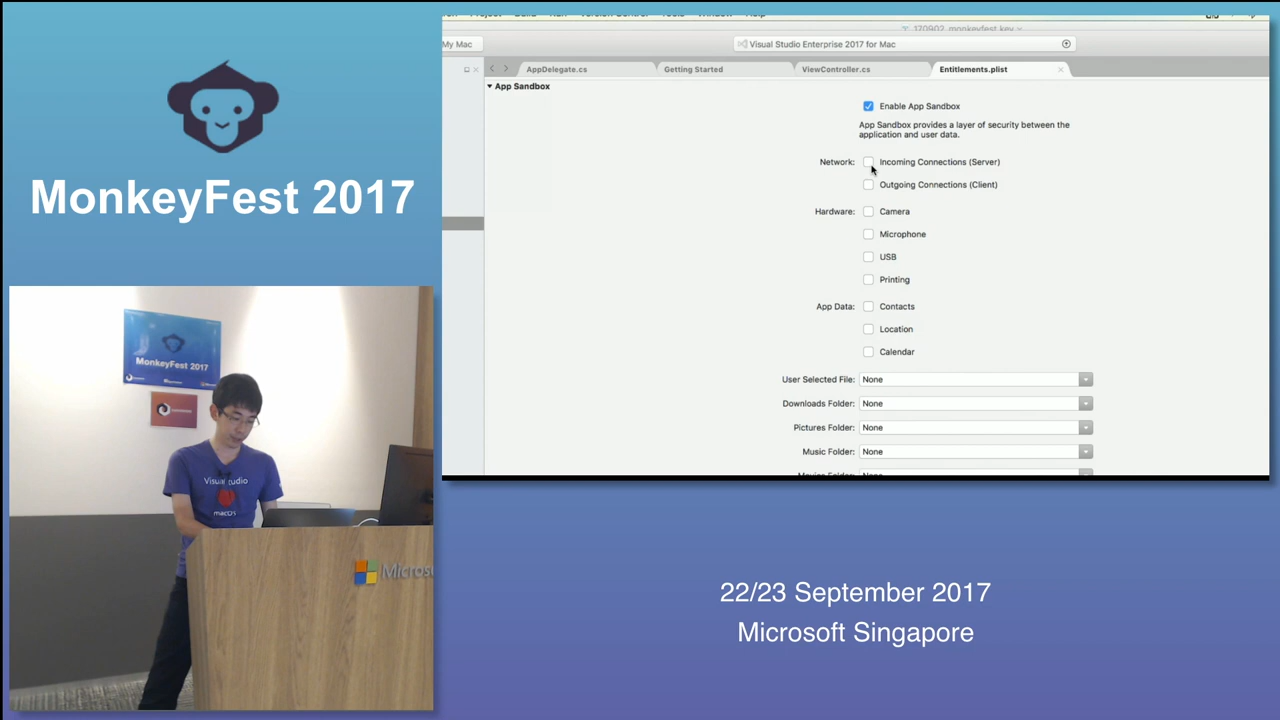 MonkeyFest 2017
My Mac
170902_monkeyfest.key
Visual Studio Enterprise 2017 for Mac
AppDelegate.cs
Getting Started
ViewController.cs
Entitlements.plist
App Sandbox
Enable App Sandbox
App Sandbox provides a layer of security between the
application and user data.
Network:
Incoming Connections (Server)
Outgoing Connections (Client)
Hardware:
Camera
Microphone
USB
Printing
App Data:
Contacts
Location
Calendar
User Selected File: None
Downloads Folder: None
Pictures Folder: None
Music Folder: None
MonkeyFest 2017
Visual Studio
macOS
Micros
22/23 September 2017
Microsoft Singapore